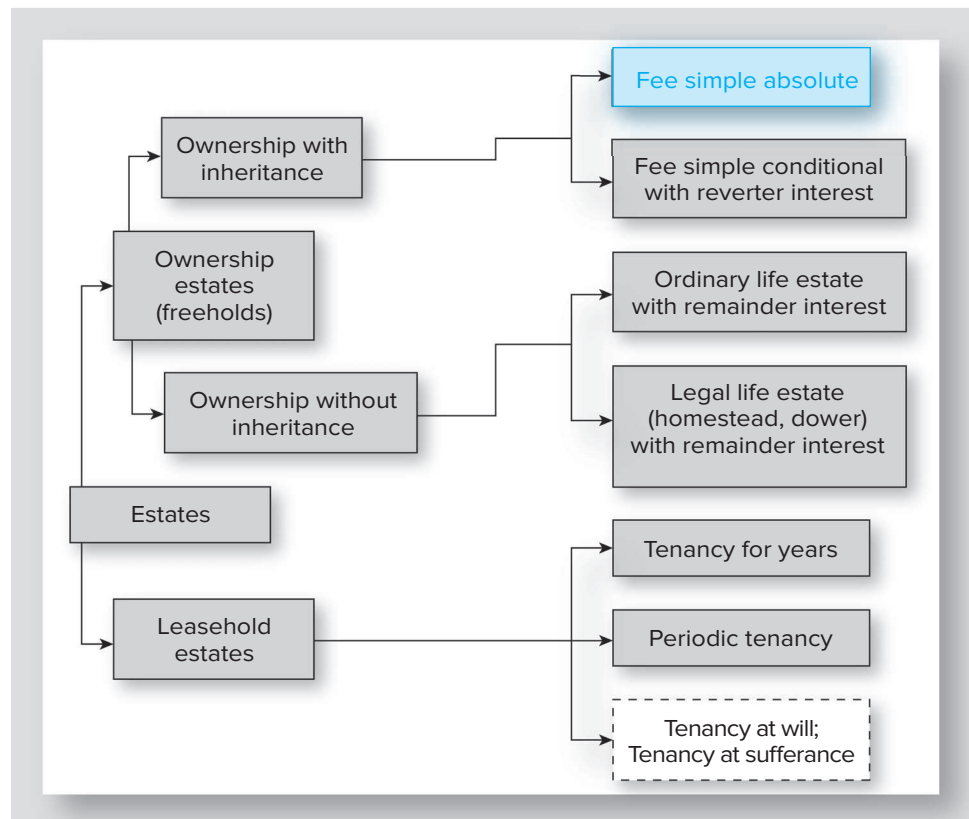 Fee simple absolute
Ownership with
inheritance
Fee simple conditional
with reverter interest
Ownership
estates
(freeholds)
Ordinary life estate
with remainder interest
Ownership without
inheritance
Legal life estate
(homestead, dower)
with remainder interest
Estates
Tenancy for years
Leasehold
estates
Periodic tenancy
Tenancy at will;
Tenancy at sufferance